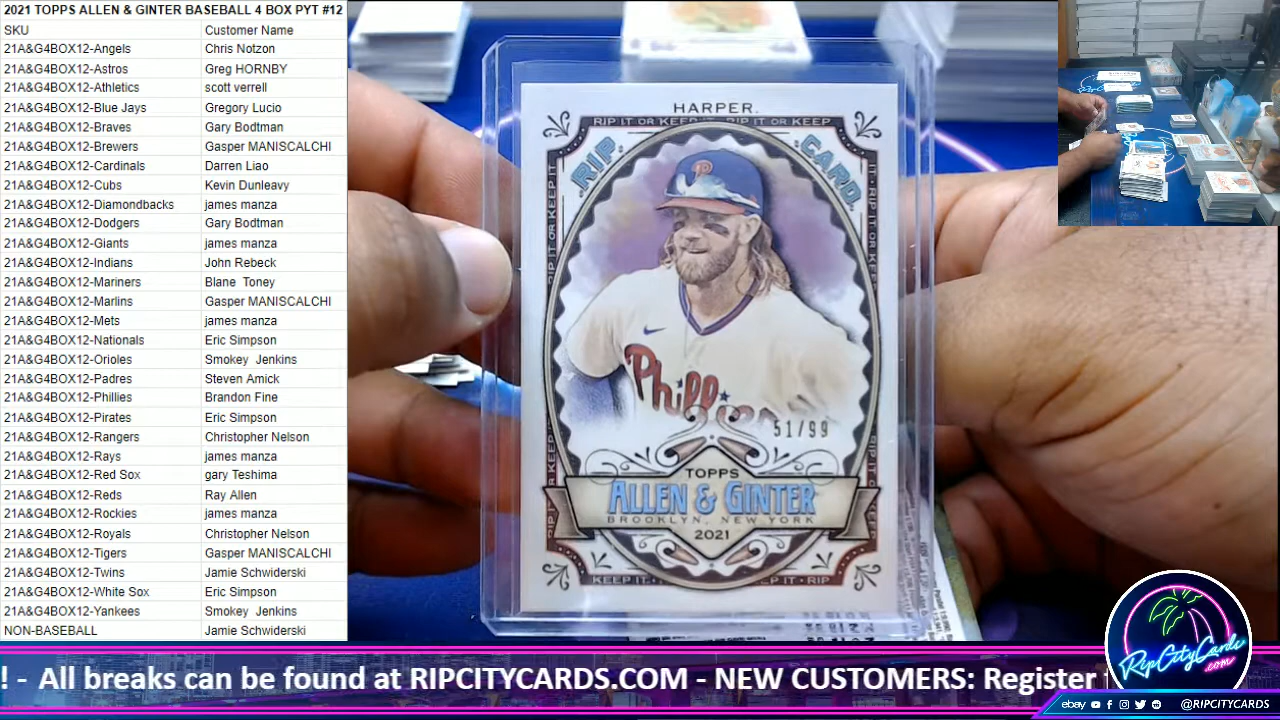 2021 TOPPS ALLEN & GINTER BASEBALL 4 BOX PYT #12
SKU Customer Name
21A&G4BOX12-Angels Chris Notzon
21A&G4BOX12-Astros Greg HORNBY
21A&G4BOX12-Athletics scott verrell
21A&G4BOX12-Blue Jays Gregory Lucio
21A&G4BOX12-Braves Gary Bodtman
21A&G4BOX12-Brewers Gasper MANISCALCHI
21A&G4BOX12-Cardinals Darren Liao
21A&G4BOX12-Cubs Kevin Dunleavy
21A&G4BOX12-Diamondbacks james manza
21A&G4BOX12-Dodgers Gary Bodtman
21A&G4BOX12-Giants james manza
21A&G4BOX12-Indians John Rebeck
21A&G4BOX12-Mariners Blane Toney
21A&G4BOX12-Marlins Gasper MANISCALCHI
21A&G4BOX12-Mets james manza
21A&G4BOX12-Nationals Eric Simpson
21A&G4BOX12-Orioles Smokey Jenkins
21A&G4BOX12-Padres Steven Amick
21A&G4BOX12-Phillies Brandon Fine
21A&G4BOX12-Pirates Eric Simpson
21A&G4BOX12-Rangers Christopher Nelson
21A&G4BOX12-Rays james manza
21A&G4BOX12-Red Sox gary Teshima
21A&G4BOX12-Reds Ray Allen
21A&G4BOX12-Rockies james manza
21A&G4BOX12-Royals Christopher Nelson
21A&G4BOX12-Tigers Gasper MANISCALCHI
21A&G4BOX12-Twins Jamie Schwiderski
21A&G4BOX12-White Sox Eric Simpson
21A&G4BOX12-Yankees Smokey Jenkins
NON-BASEBALL Jamie Schwiderski
HARPER.
RIP IT OR KEEP IT RIP IT OR KEEP
RIP. CARD.
P
Phillies
51/99
TOPPS
ALLEN & GINTER
BROOKLYN, NEW YORK
2021
KEEP IT • P IT • RIP
! - All breaks can be found at RIPCITYCARDS.COM - NEW CUSTOMERS: Register
RipCityCards
.com
ebay @RIPCITYCARDS